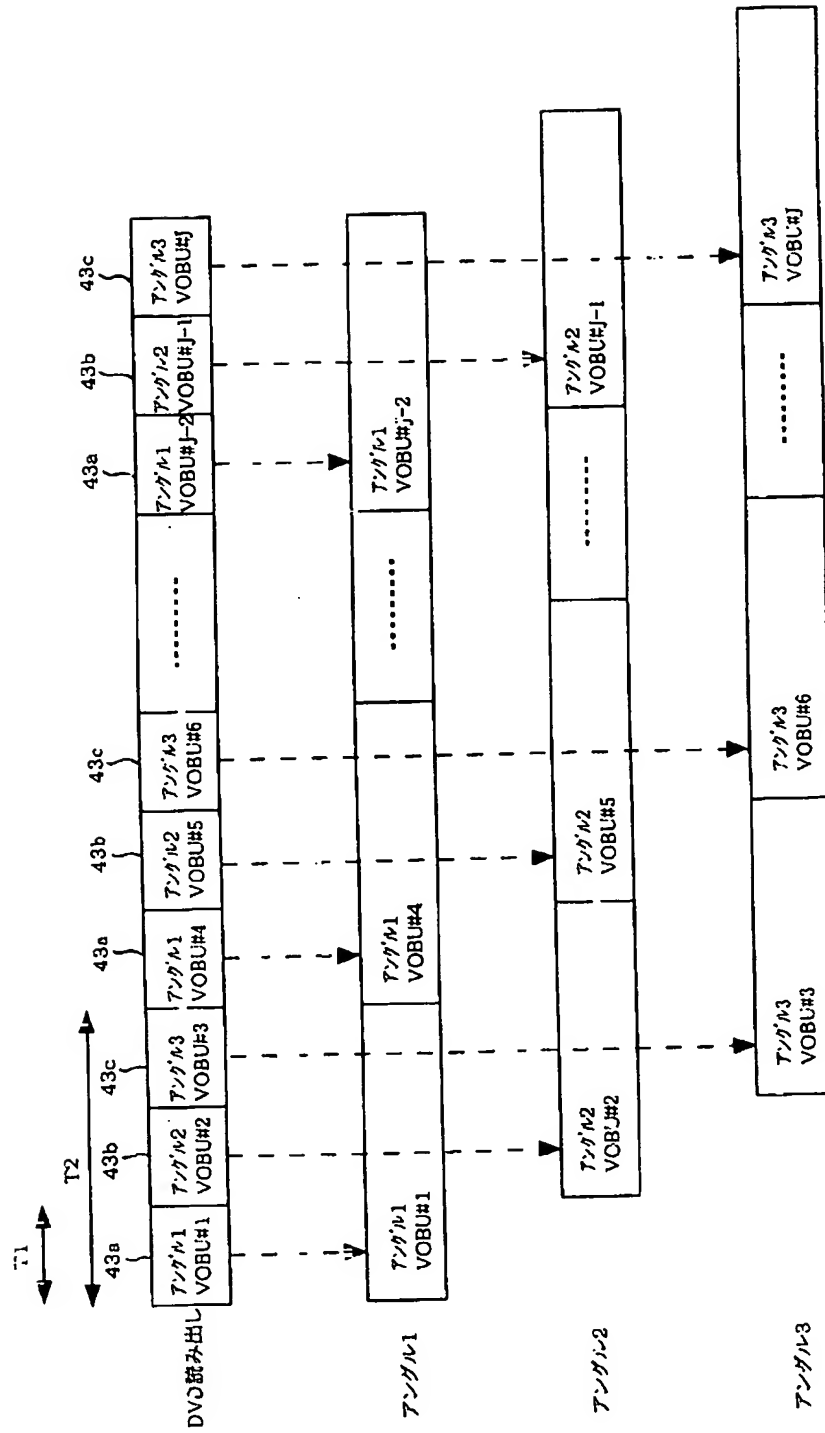 T1
T2
43a
43b
43c
43a
43b
43c
43a
43b
43c
DVD読み出し
アングル1
VOBU#1
アングル2
VOBU#2
アングル3
VOBU#3
アングル1
VOBU#4
アングル2
VOBU#5
アングル3
VOBU#6
………
アングル1
VOBU#J-2
アングル2
VOBU#J-1
アングル3
VOBU#J
アングル1
アングル1
VOBU#1
アングル1
VOBU#4
………
アングル1
VOBU#J-2
アングル2
アングル2
VOBU#2
アングル2
VOBU#5
………
アングル2
VOBU#J-1
アングル3
アングル3
VOBU#3
アングル3
VOBU#6
………
アングル3
VOBU#J